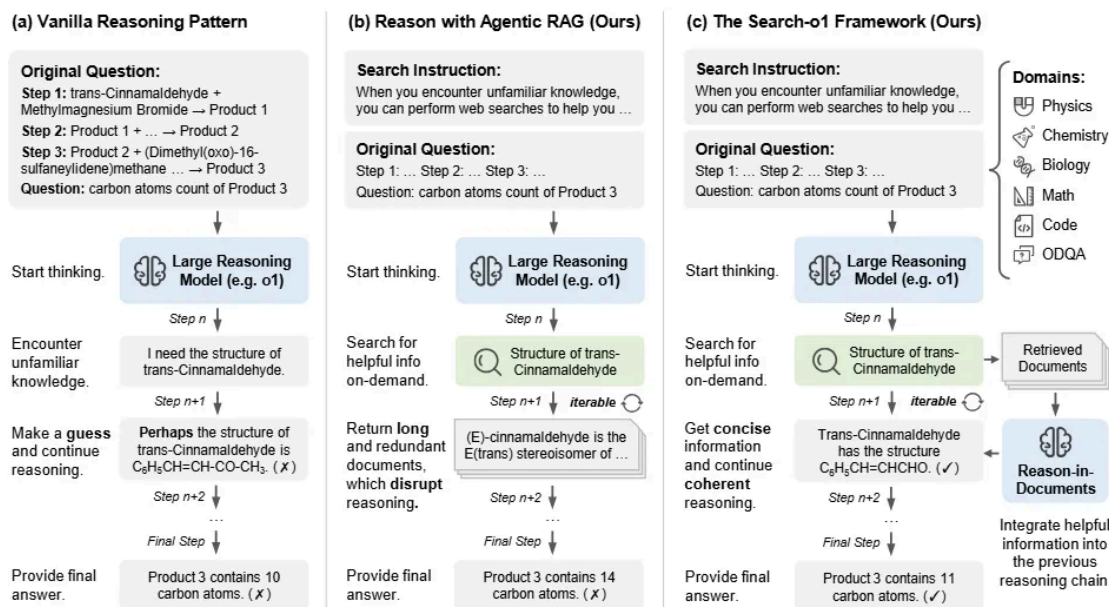 (a) Vanilla Reasoning Pattern
Original Question:
Step 1: trans-Cinnamaldehyde +
Methylmagnesium Bromide → Product 1
Step 2: Product 1 + ... → Product 2
Step 3: Product 2 + (Dimethyl(oxo)-16-
sulfaneylidene)methane ... → Product 3
Question: carbon atoms count of Product 3
Start thinking.
Large Reasoning
Model (e.g. o1)
Step n
Encounter
unfamiliar
knowledge.
I need the structure of
trans-Cinnamaldehyde.
Step n+1
Make a guess
and continue
reasoning.
Perhaps the structure of
trans-Cinnamaldehyde is
C₆H₅CH=CH-CO-CH₃. (✗)
Step n+2
...
Final Step
Provide final
answer.
Product 3 contains 10
carbon atoms. (✗)
(b) Reason with Agentic RAG (Ours)
Search Instruction:
When you encounter unfamiliar knowledge,
you can perform web searches to help you ...
Original Question:
Step 1: ... Step 2: ... Step 3: ...
Question: carbon atoms count of Product 3
Start thinking.
Large Reasoning
Model (e.g. o1)
Step n
Search for
helpful info
on-demand.
Structure of trans-
Cinnamaldehyde
Step n+1
iterable
Return long
and redundant
documents,
which disrupt
reasoning.
(E)-cinnamaldehyde is the
E(trans) stereoisomer of ...
Step n+2
...
Final Step
Provide final
answer.
Product 3 contains 14
carbon atoms. (✗)
(c) The Search-o1 Framework (Ours)
Search Instruction:
When you encounter unfamiliar knowledge,
you can perform web searches to help you ...
Original Question:
Step 1: ... Step 2: ... Step 3: ...
Question: carbon atoms count of Product 3
Domains:
Physics
Chemistry
Biology
Math
Code
ODQA
Start thinking.
Large Reasoning
Model (e.g. o1)
Step n
Search for
helpful info
on-demand.
Structure of trans-
Cinnamaldehyde
Retrieved
Documents
Step n+1
iterable
Get concise
information
and continue
coherent
reasoning.
Trans-Cinnamaldehyde
has the structure
C₆H₅CH=CHCHO. (✓)
Reason-in-
Documents
Integrate helpful
information into
the previous
reasoning chain
Step n+2
...
Final Step
Provide final
answer.
Product 3 contains 11
carbon atoms. (✓)